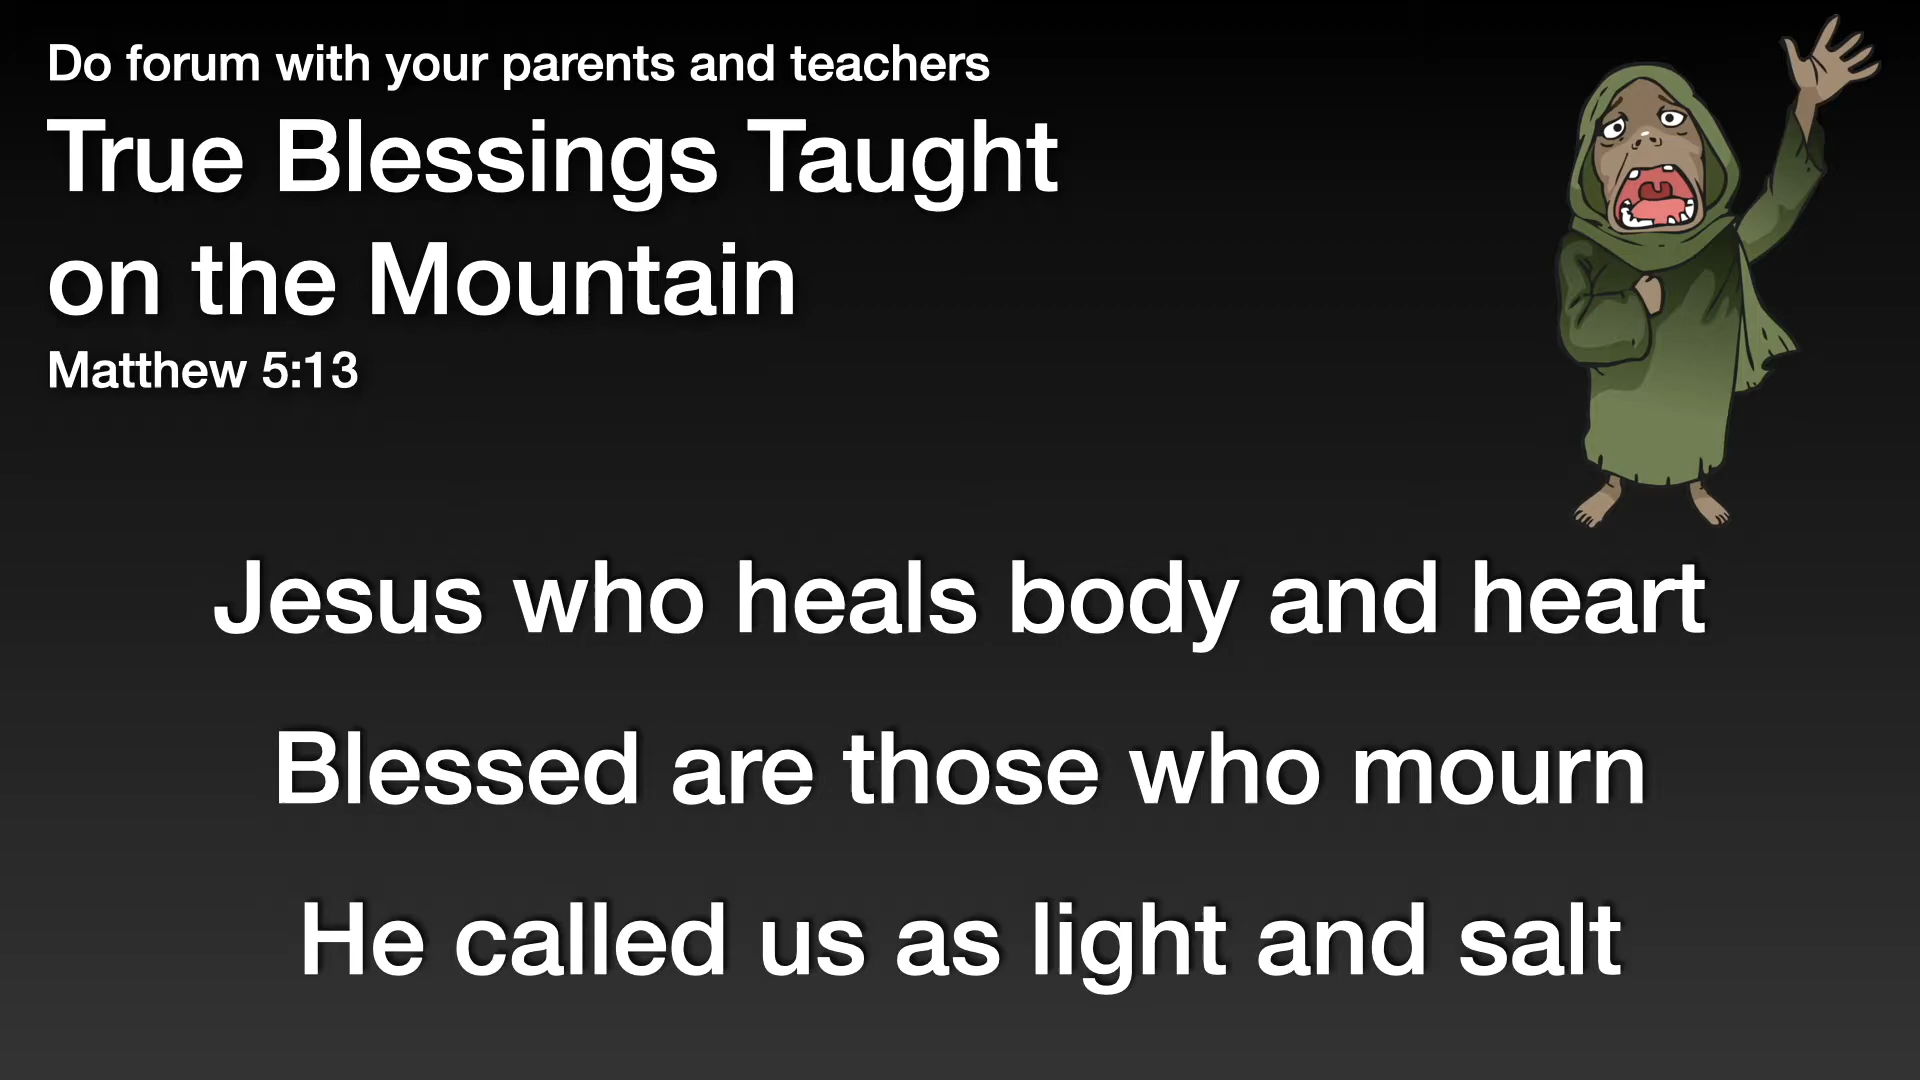 Do forum with your parents and teachers
True Blessings Taught
on the Mountain
Matthew 5:13
Jesus who heals body and heart
Blessed are those who mourn
He called us as light and salt